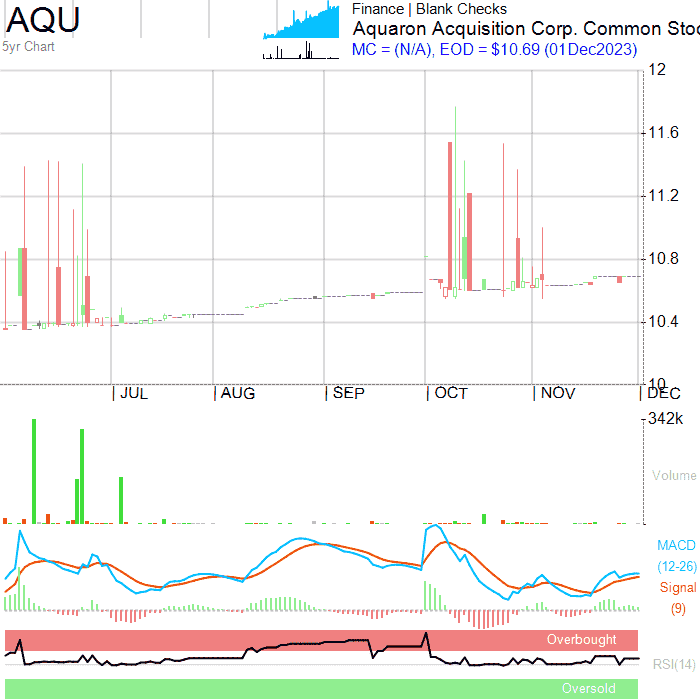 AQU
5yr Chart
Finance | Blank Checks
Aquaron Acquisition Corp. Common Stoc
MC = (N/A), EOD = $10.69 (01Dec2023)
12
11.6
11.2
10.8
10.4
10
JUL
AUG
SEP
OCT
NOV
DEC
342k
Volume
MACD
(12-26)
Signal
(9)
Overbought
RSI(14)
Oversold